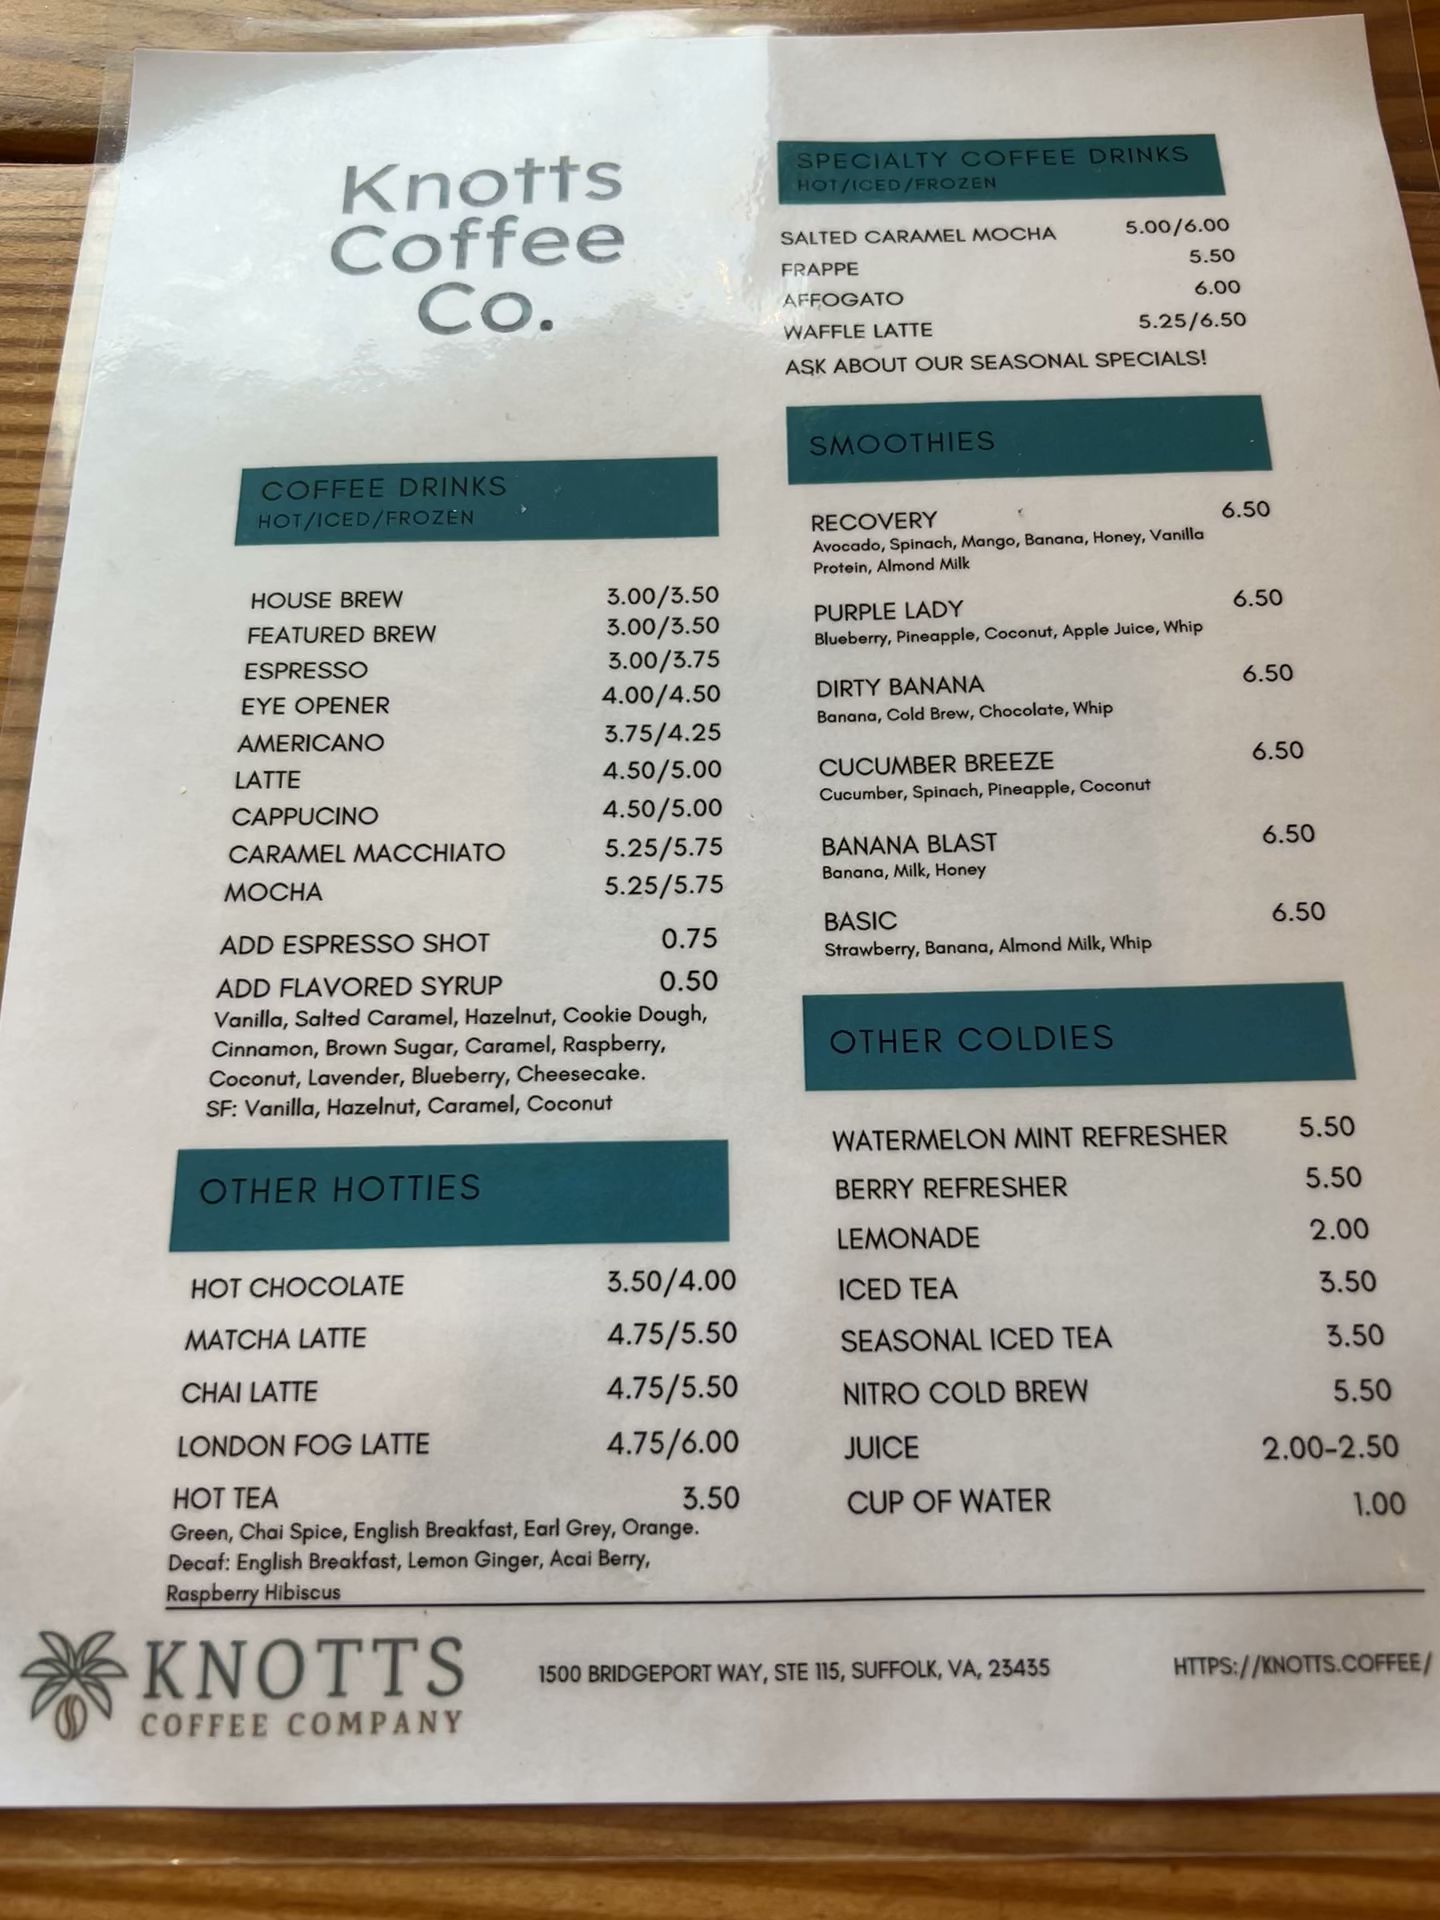 Knotts
Coffee
Co.
COFFEE DRINKS
HOT/ICED/FROZEN
HOUSE BREW 3.00/3.50
FEATURED BREW 3.00/3.50
ESPRESSO 3.00/3.75
EYE OPENER 4.00/4.50
AMERICANO 3.75/4.25
LATTE 4.50/5.00
CAPPUCINO 4.50/5.00
CARAMEL MACCHIATO 5.25/5.75
MOCHA 5.25/5.75
ADD ESPRESSO SHOT 0.75
ADD FLAVORED SYRUP 0.50
Vanilla, Salted Caramel, Hazelnut, Cookie Dough,
Cinnamon, Brown Sugar, Caramel, Raspberry,
Coconut, Lavender, Blueberry, Cheesecake.
SF: Vanilla, Hazelnut, Caramel, Coconut
OTHER HOTTIES
HOT CHOCOLATE 3.50/4.00
MATCHA LATTE 4.75/5.50
CHAI LATTE 4.75/5.50
LONDON FOG LATTE 4.75/6.00
HOT TEA 3.50
Green, Chai Spice, English Breakfast, Earl Grey, Orange.
Decaf: English Breakfast, Lemon Ginger, Acai Berry,
Raspberry Hibiscus
SPECIALTY COFFEE DRINKS
HOT/ICED/FROZEN
SALTED CARAMEL MOCHA 5.00/6.00
FRAPPE 5.50
AFFOGATO 6.00
WAFFLE LATTE 5.25/6.50
ASK ABOUT OUR SEASONAL SPECIALS!
SMOOTHIES
RECOVERY 6.50
Avocado, Spinach, Mango, Banana, Honey, Vanilla
Protein, Almond Milk
PURPLE LADY 6.50
Blueberry, Pineapple, Coconut, Apple Juice, Whip
DIRTY BANANA 6.50
Banana, Cold Brew, Chocolate, Whip
CUCUMBER BREEZE 6.50
Cucumber, Spinach, Pineapple, Coconut
BANANA BLAST 6.50
Banana, Milk, Honey
BASIC 6.50
Strawberry, Banana, Almond Milk, Whip
OTHER COLDIES
WATERMELON MINT REFRESHER 5.50
BERRY REFRESHER 5.50
LEMONADE 2.00
ICED TEA 3.50
SEASONAL ICED TEA 3.50
NITRO COLD BREW 5.50
JUICE 2.00-2.50
CUP OF WATER 1.00
KNOTTS
COFFEE COMPANY
1500 BRIDGEPORT WAY, STE 115, SUFFOLK, VA, 23435
HTTPS://KNOTTS.COFFEE/